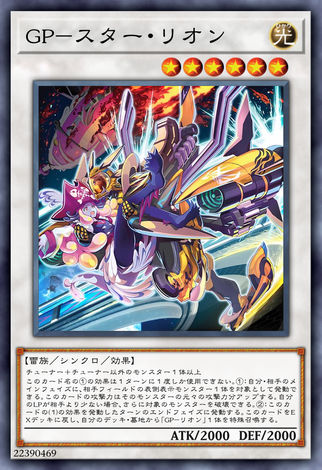 GP－スター・リオン
光
【雷族／シンクロ／効果】
チューナー＋チューナー以外のモンスター１体以上
このカード名の①の効果は１ターンに１度しか使用できない。①：自分・相手のメ
インフェイズに、相手フィールドの表側表示モンスター１体を対象として発動で
きる。このカードの攻撃力はそのモンスターの元々の攻撃力分アップする。自分
のLPが相手より少ない場合、さらに対象のモンスターを破壊できる。②：このカー
ドの(1)の効果を発動したターンのエンドフェイズに発動する。このカードをE
Xデッキに戻し、自分のデッキ・墓地から「GP-リオン」１体を特殊召喚する。
ATK/2000 DEF/2000
22390469